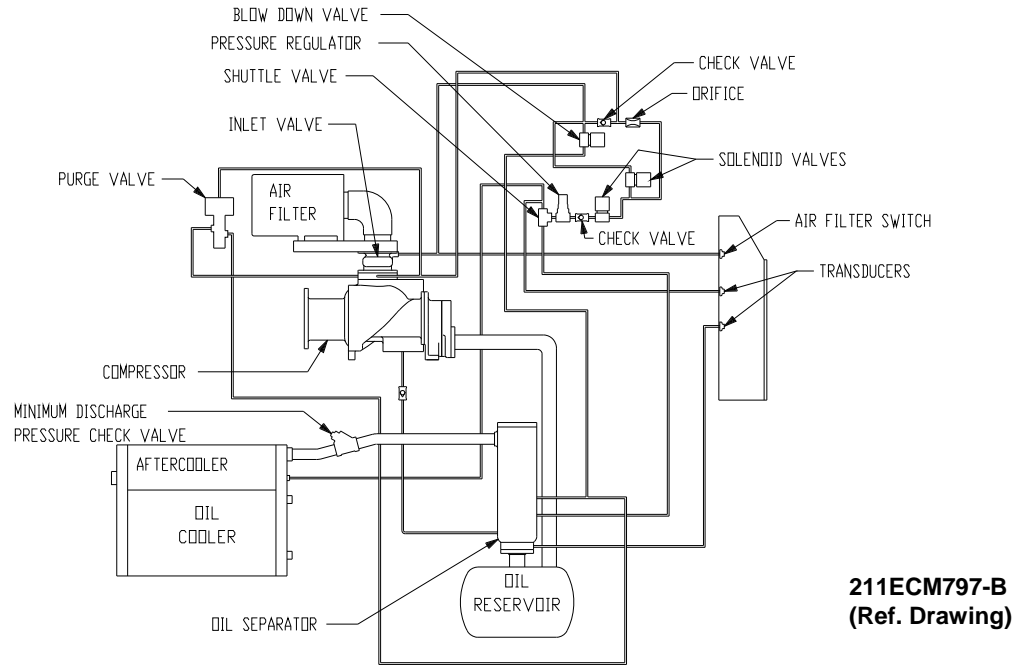 BLOW DOWN VALVE
PRESSURE REGULATOR
SHUTTLE VALVE
INLET VALVE
PURGE VALVE
AIR
FILTER
CHECK VALVE
ORIFICE
SOLENOID VALVES
CHECK VALVE
AIR FILTER SWITCH
TRANSDUCERS
COMPRESSOR
MINIMUM DISCHARGE
PRESSURE CHECK VALVE
AFTERCOOLER
OIL
COOLER
OIL
RESERVOIR
OIL SEPARATOR
211ECM797-B
(Ref. Drawing)